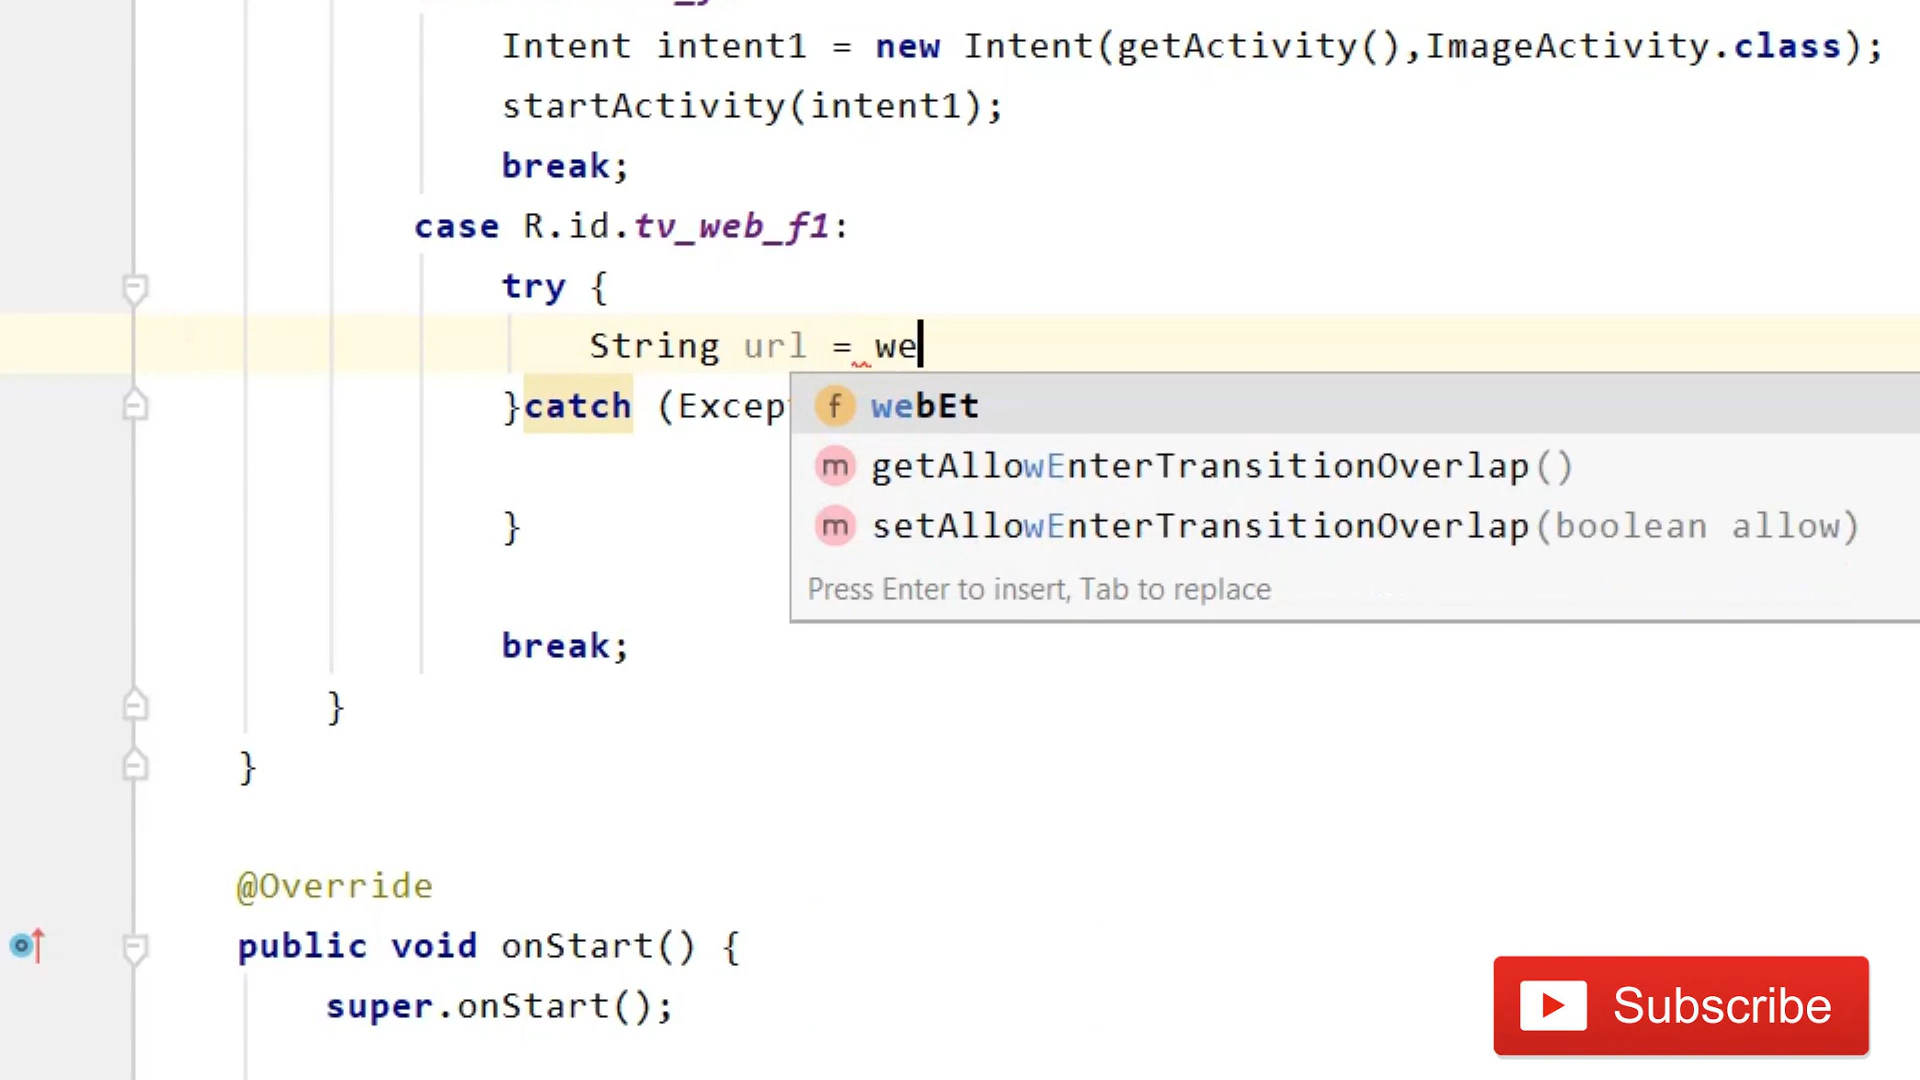 Intent intent1 = new Intent(getActivity(),ImageActivity.class);
startActivity(intent1);
break;
case R.id.tv_web_f1:
try {
String url = we
}catch (Excep
f webEt
m getAllowEnterTransitionOverlap()
m setAllowEnterTransitionOverlap(boolean allow)
Press Enter to insert, Tab to replace
}
break;
}
}
@Override
public void onStart() {
super.onStart();
Subscribe